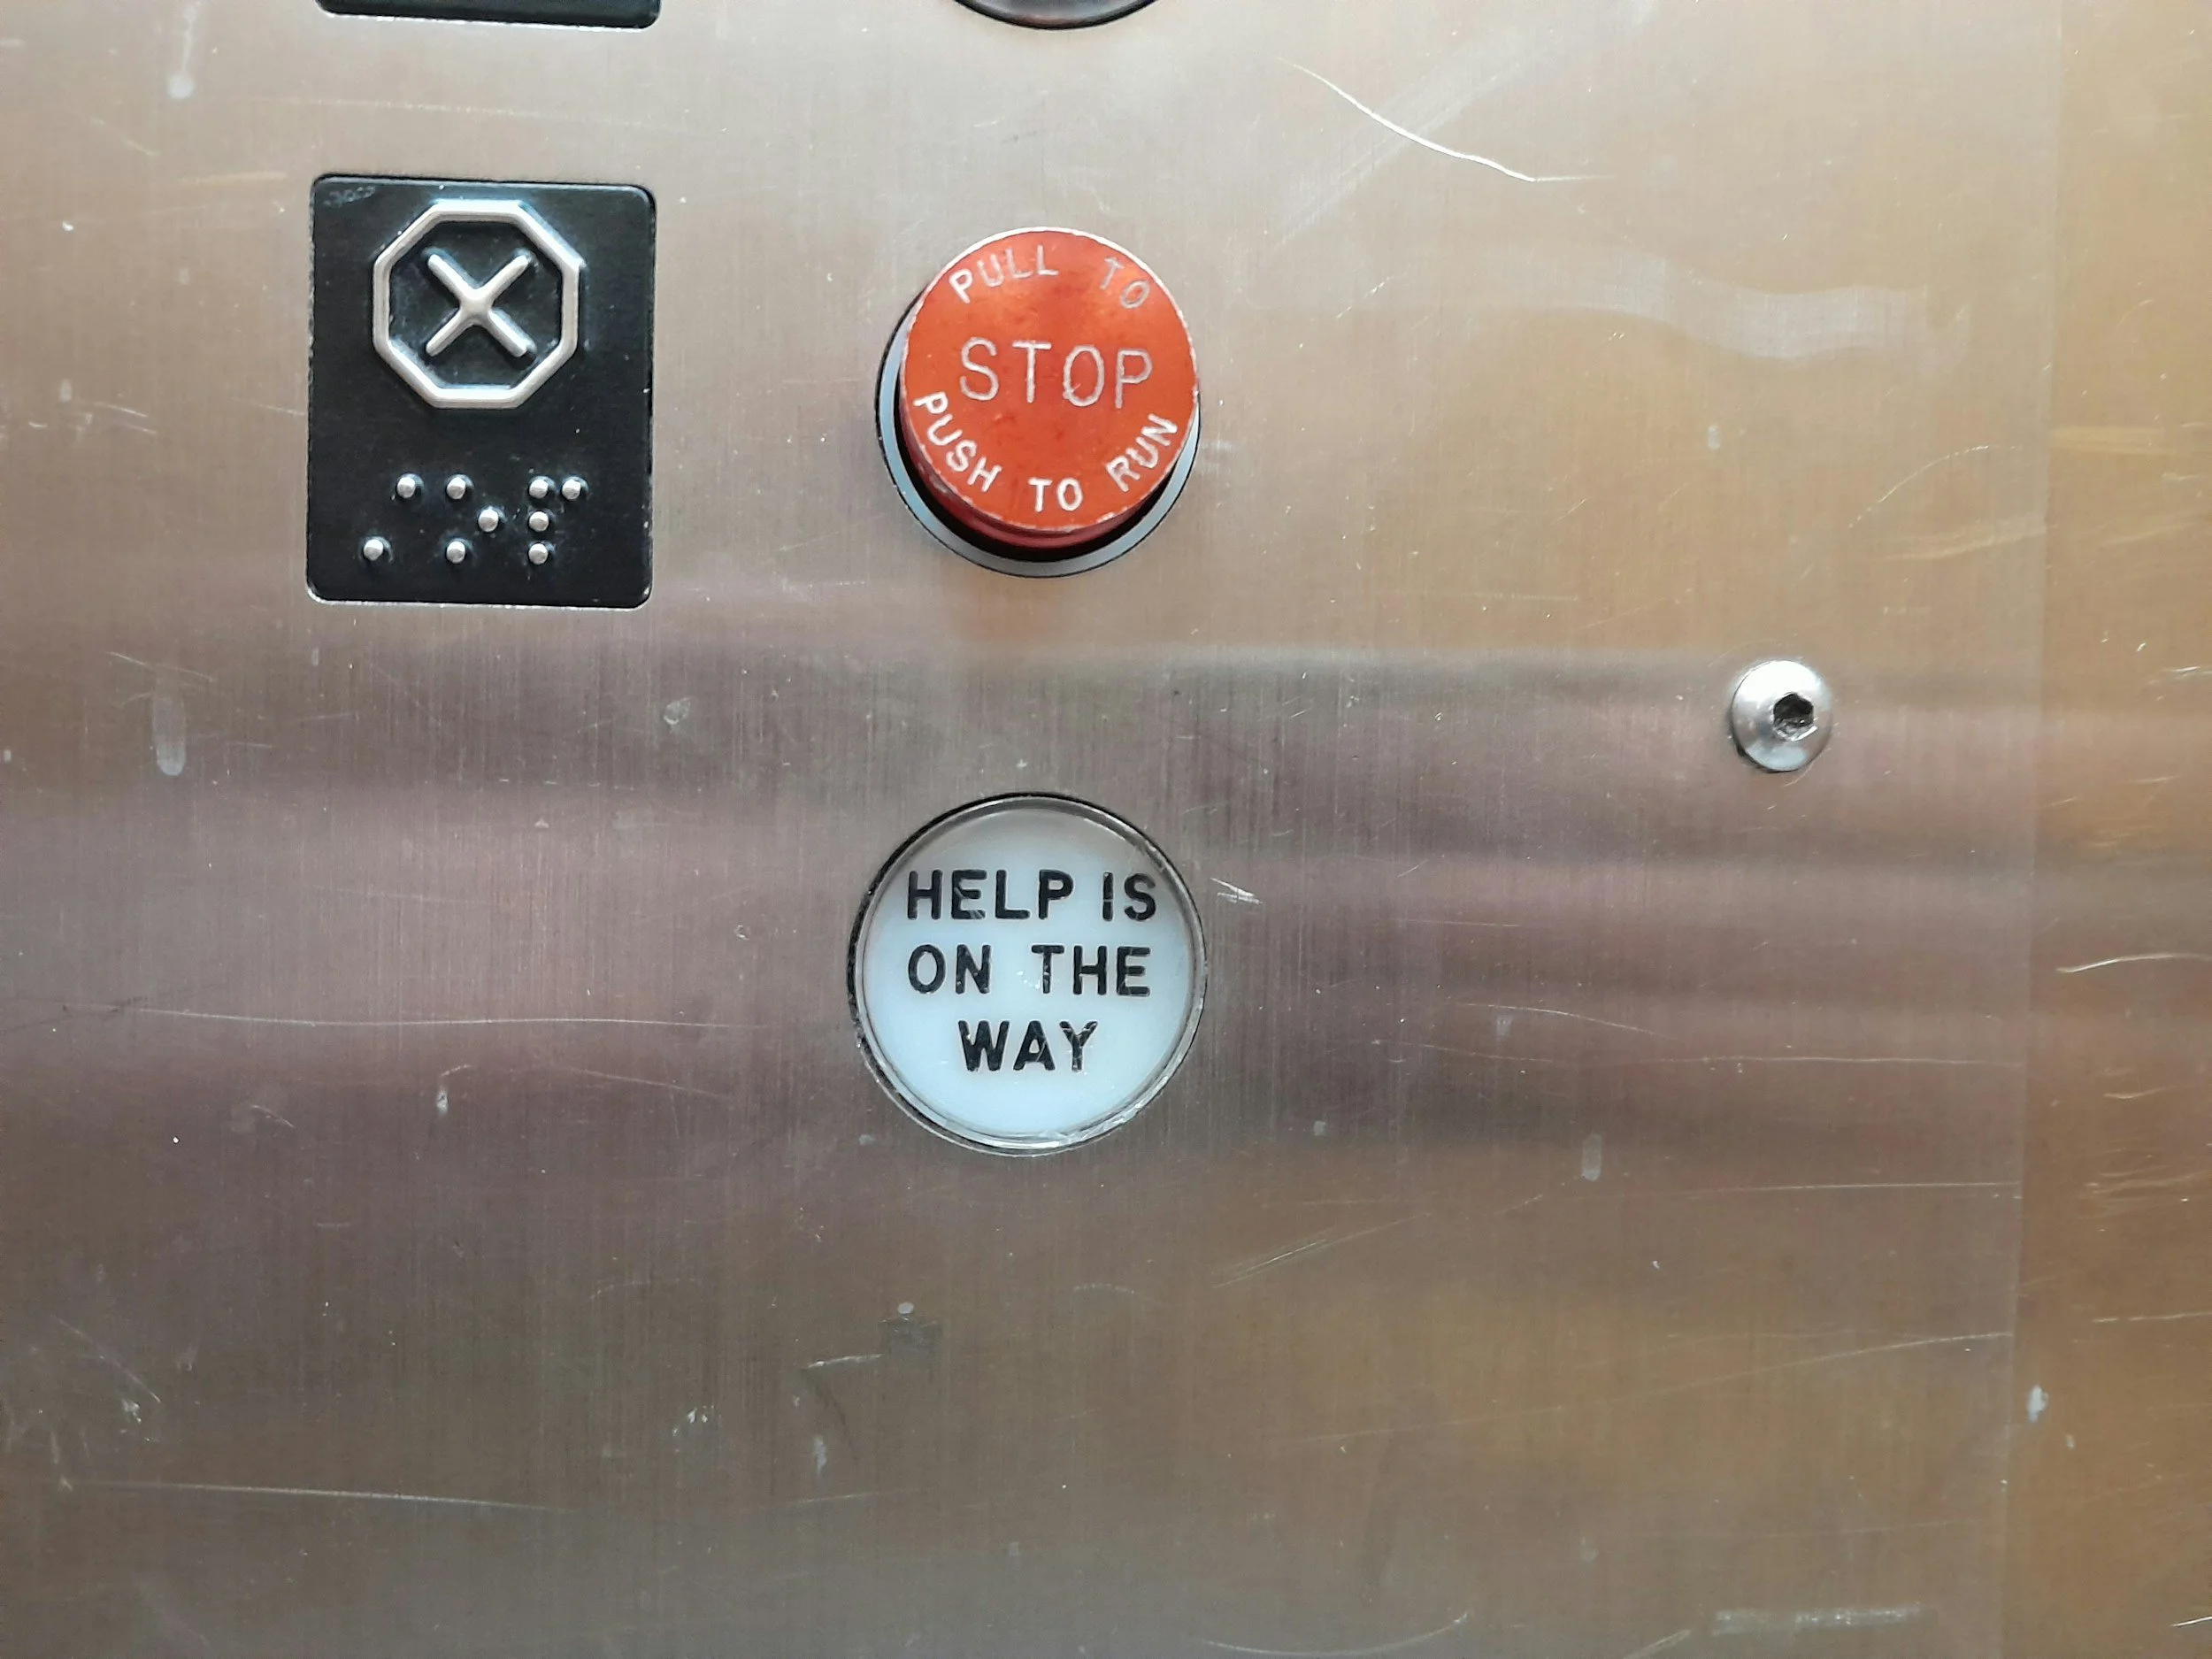 PULL TO
STOP
PUSH TO RUN
HELP IS
ON THE
WAY